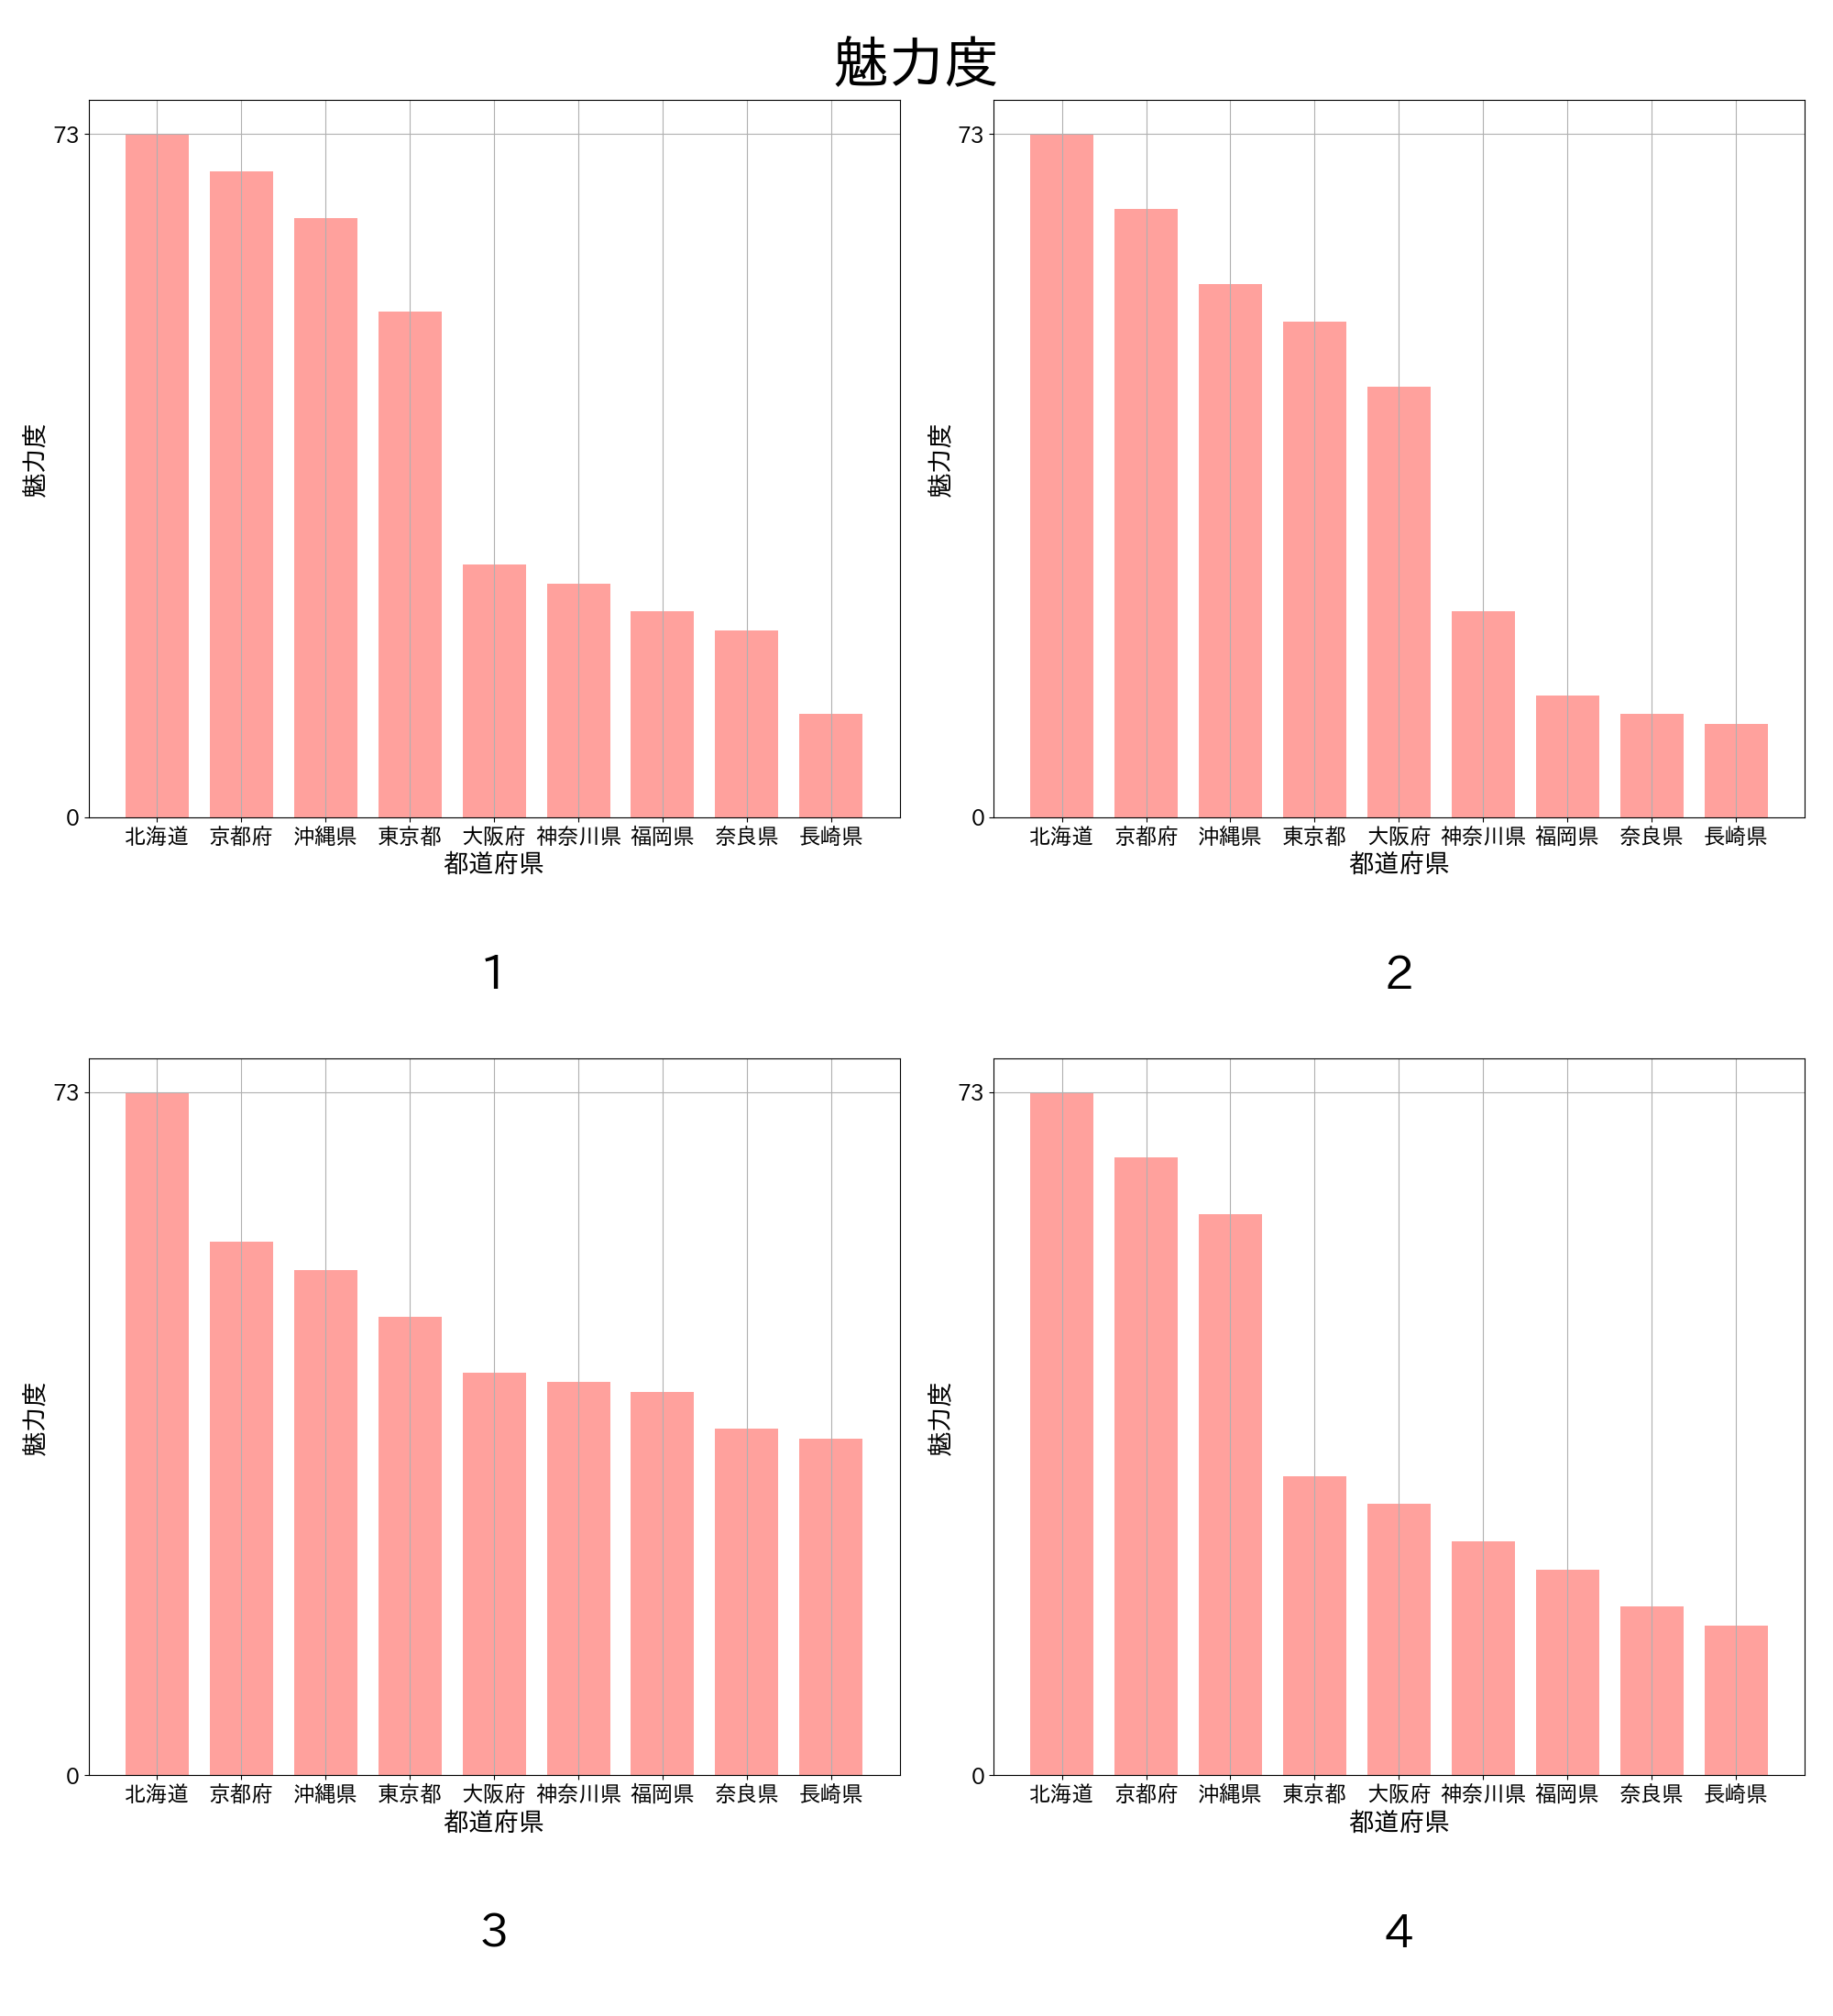 魅力度
73
0
魅力度
北海道 京都府 沖縄県 東京都 大阪府 神奈川県 福岡県 奈良県 長崎県
都道府県
1
73
0
魅力度
北海道 京都府 沖縄県 東京都 大阪府 神奈川県 福岡県 奈良県 長崎県
都道府県
2
73
0
魅力度
北海道 京都府 沖縄県 東京都 大阪府 神奈川県 福岡県 奈良県 長崎県
都道府県
3
73
0
魅力度
北海道 京都府 沖縄県 東京都 大阪府 神奈川県 福岡県 奈良県 長崎県
都道府県
4